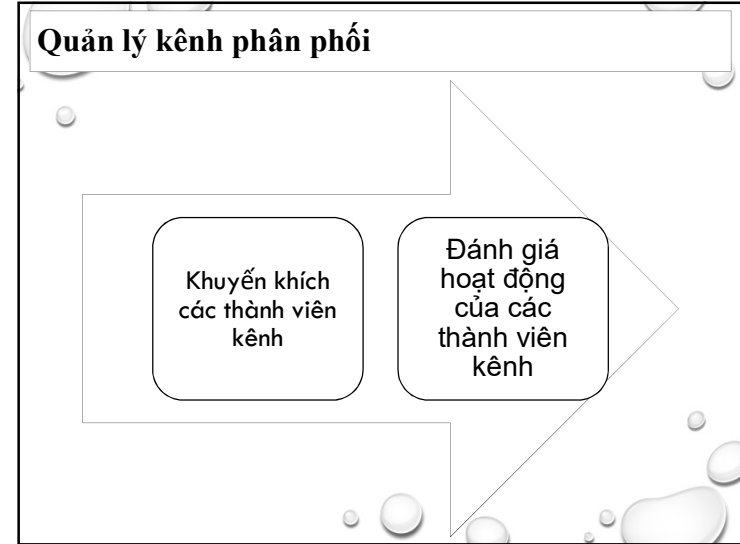 Quản lý kênh phân phối
Khuyến khích
các thành viên
kênh
Đánh giá
hoạt động
của các
thành viên
kênh